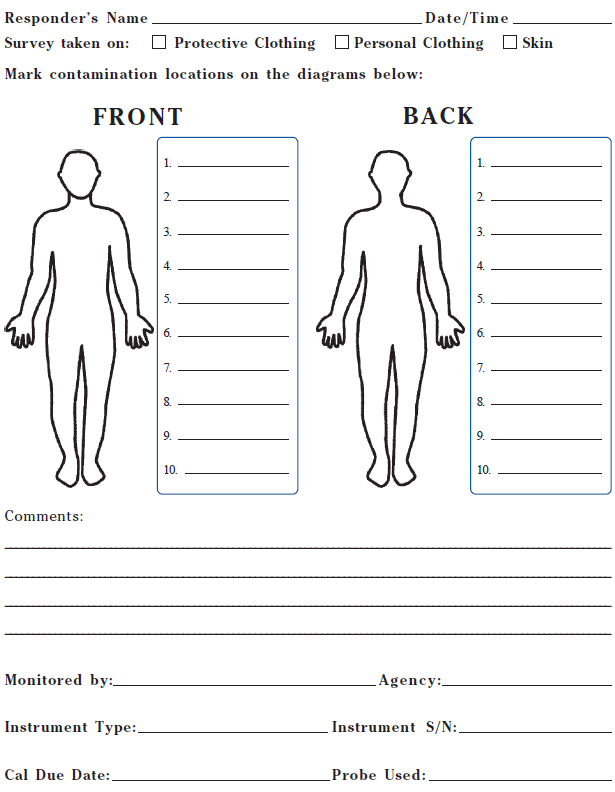 Responder's Name Date/Time
Survey taken on: Protective Clothing Personal Clothing Skin
Mark contamination locations on the diagrams below:
FRONT
1.
2.
3.
4.
5.
6.
7.
8.
9.
10.
BACK
1.
2.
3.
4.
5.
6.
7.
8.
9.
10.
Comments:
Monitored by: Agency:
Instrument Type: Instrument S/N:
Cal Due Date: Probe Used: